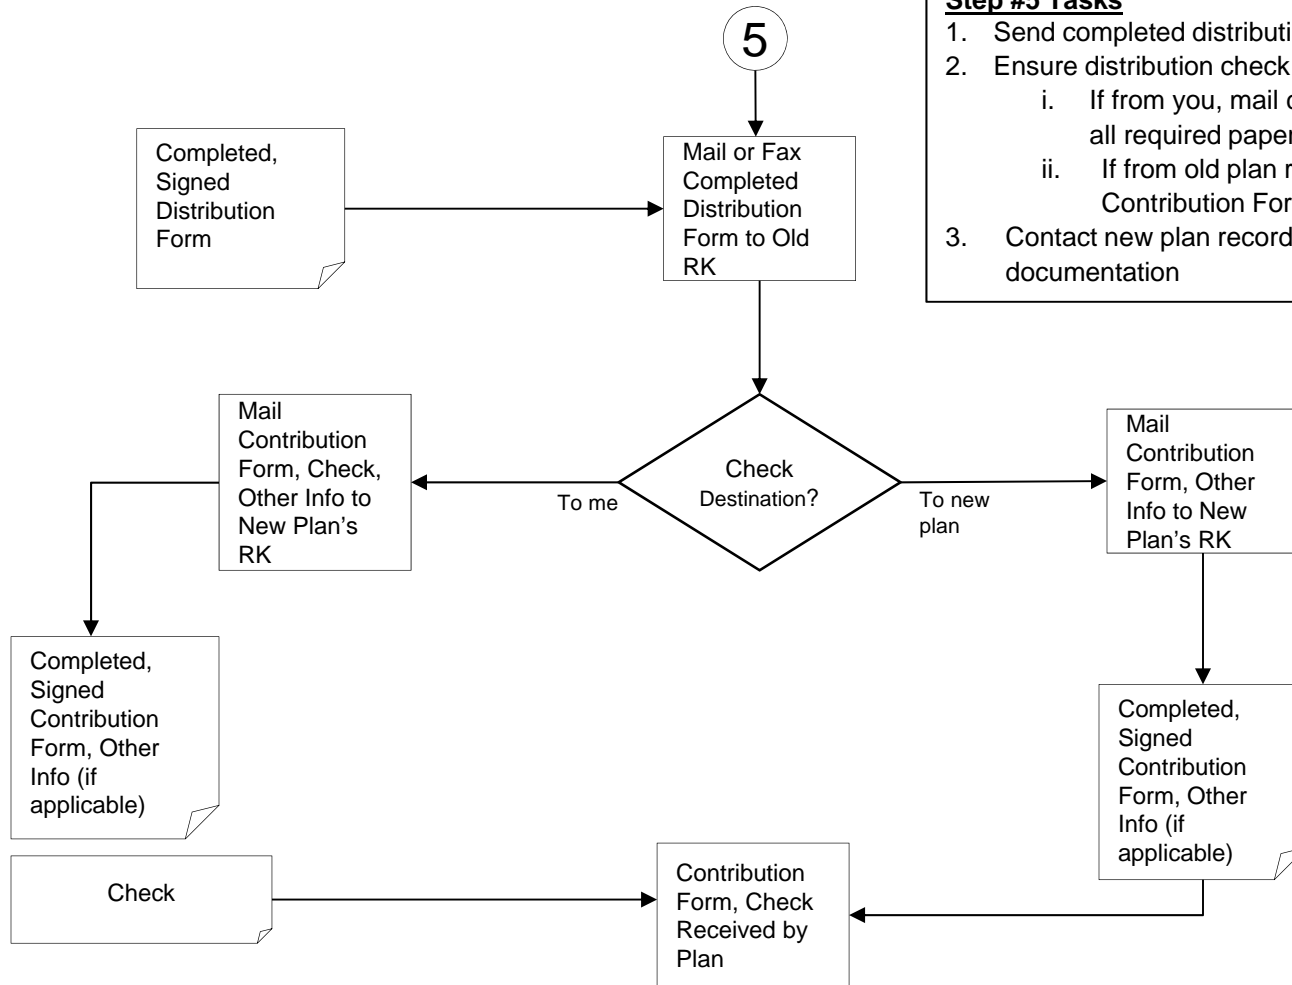 5
Step #5 Tasks
1. Send completed distributi
2. Ensure distribution check
i. If from you, mail
all required paper
ii. If from old plan
Contribution For
3. Contact new plan record
documentation
Completed,
Signed
Distribution
Form
Mail or Fax
Completed
Distribution
Form to Old
RK
Mail
Contribution
Form, Check,
Other Info to
New Plan's
RK
To me
Check
Destination?
To new
plan
Mail
Contribution
Form, Other
Info to New
Plan's RK
Completed,
Signed
Contribution
Form, Other
Info (if
applicable)
Completed,
Signed
Contribution
Form, Other
Info (if
applicable)
Check
Contribution
Form, Check
Received by
Plan